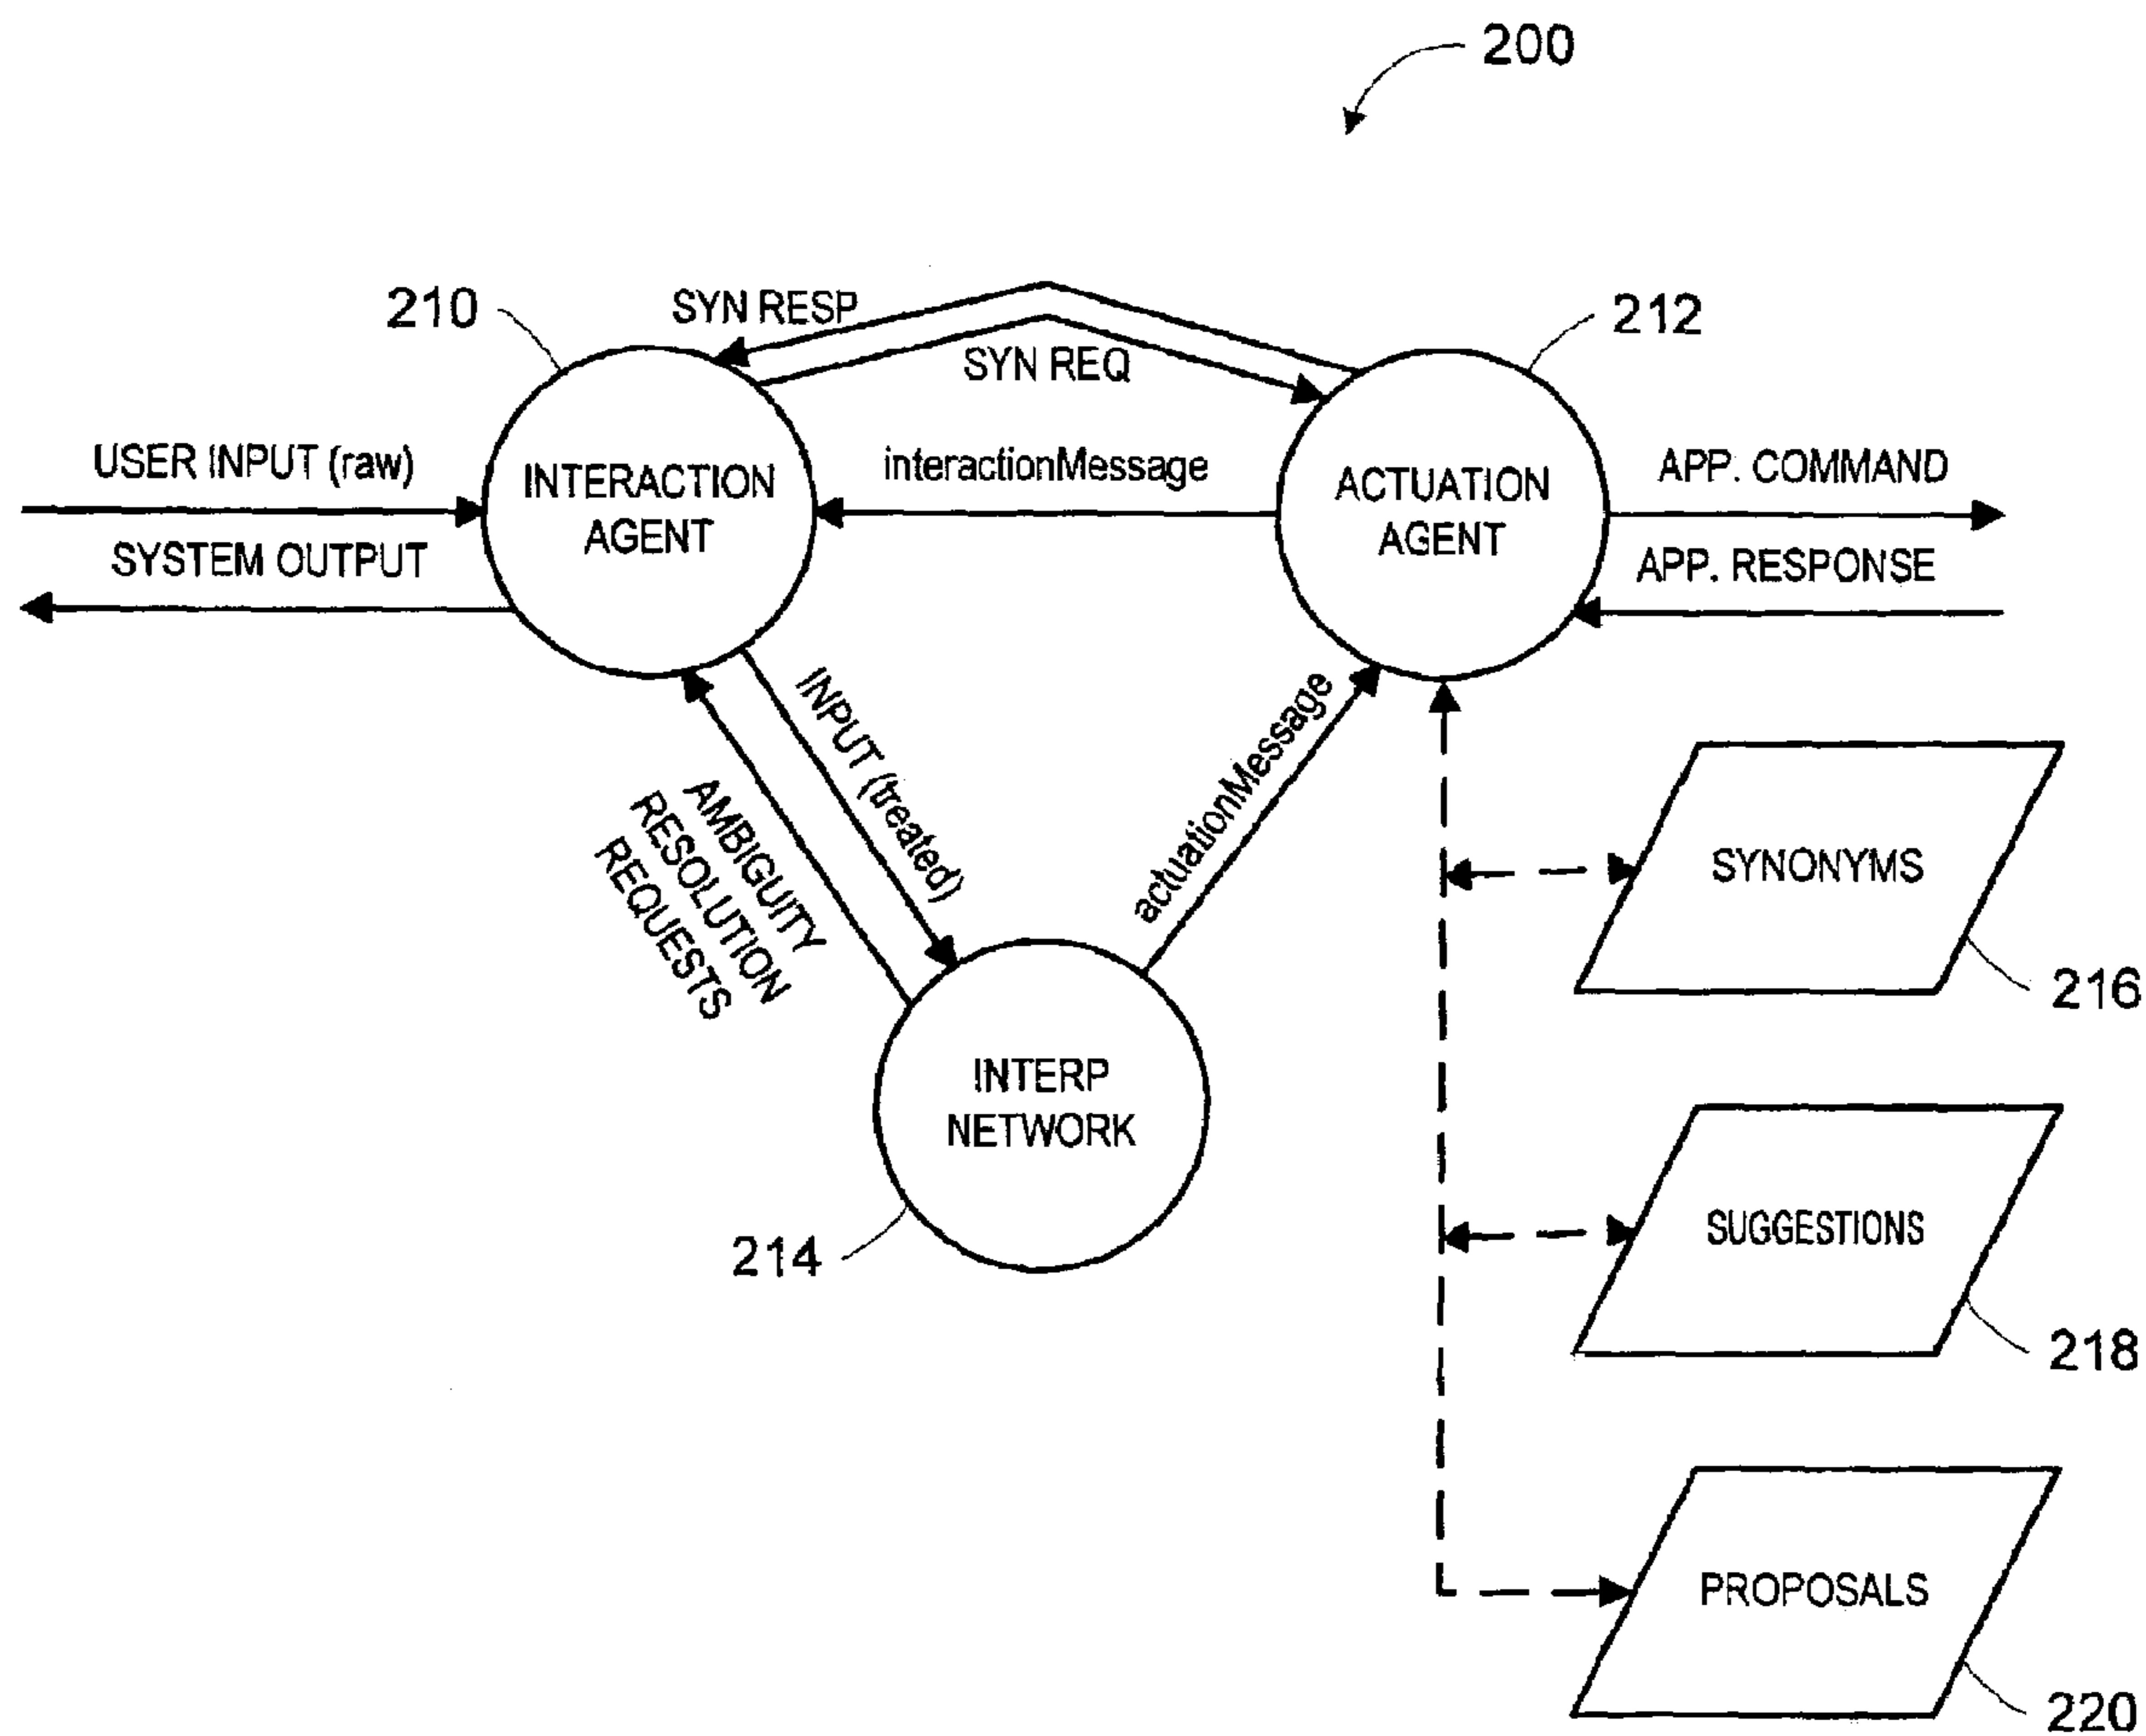 200
210
SYN RESP
212
SYN REQ
USER INPUT (raw)
INTERACTION
AGENT
interactionMessage
ACTUATION
AGENT
APP. COMMAND
SYSTEM OUTPUT
APP. RESPONSE
INPUT (treated)
AMBIGUITY
RESOLUTION
REQUESTS
actuationMessage
SYNONYMS
216
INTERP
NETWORK
214
SUGGESTIONS
218
PROPOSALS
220